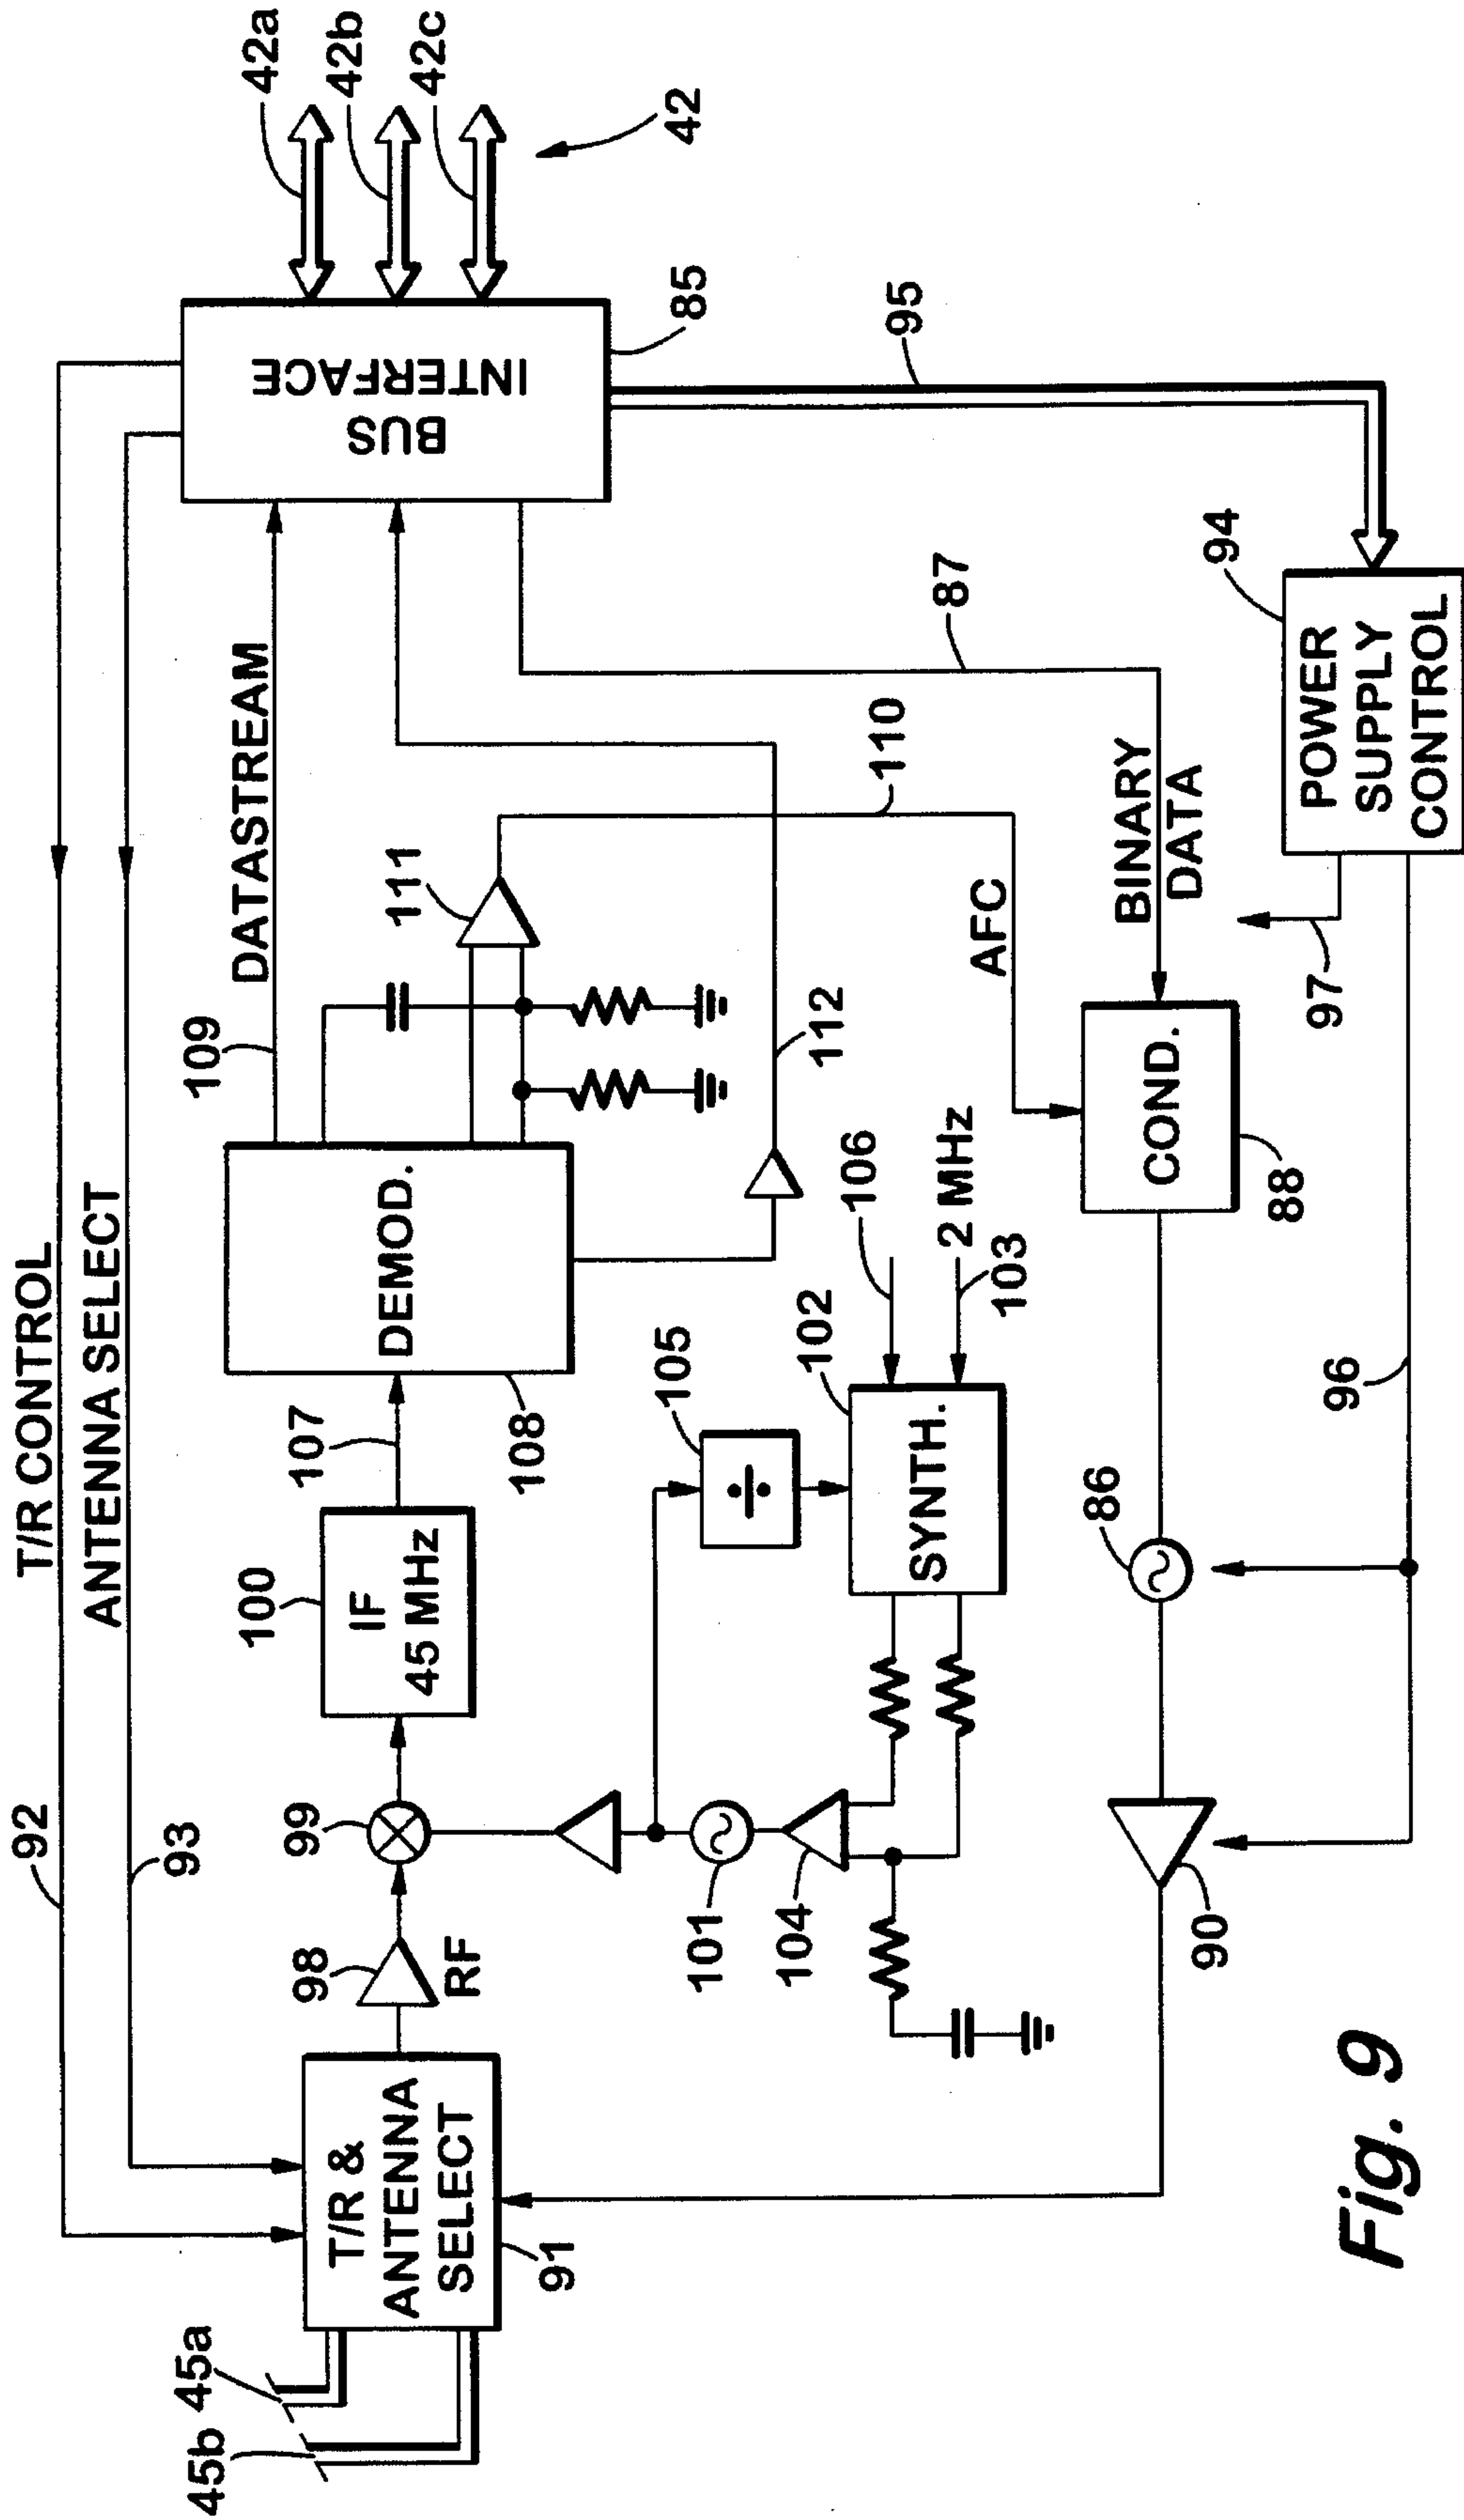 T/R CONTROL
ANTENNA SELECT
92
93
DATASTREAM
109
42a
42b
42c
42
BUS
INTERFACE
85
95
87
110
111
AFC
BINARY
DATA
112
DEMOD.
108
107
IF
45 MHz
100
99
98
RF
T/R &
ANTENNA
SELECT
91
45a
45b
101
104
105
102
SYNTH.
106
2 MHz
103
COND.
88
86
90
96
97
94
POWER
SUPPLY
CONTROL
Fig. 9